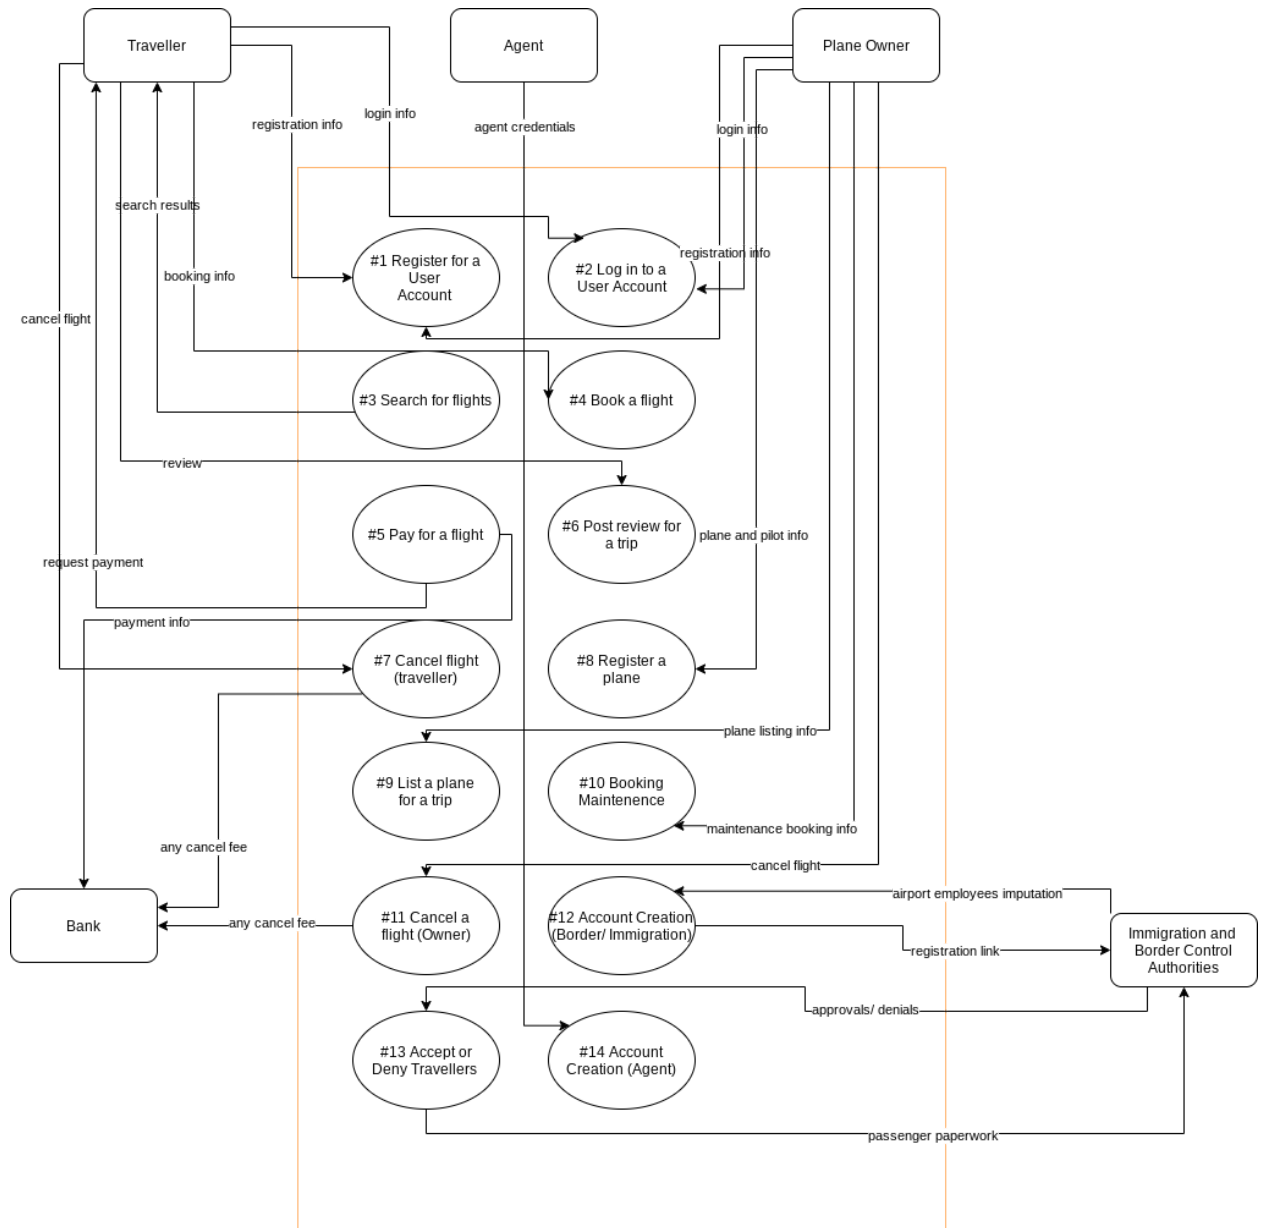 Traveller
Agent
Plane Owner
login info
registration info
agent credentials
login info
search results
registration info
#1 Register for a
User
Account
#2 Log in to a
User Account
booking info
cancel flight
#3 Search for flights
#4 Book a flight
review
#5 Pay for a flight
#6 Post review for
a trip
plane and pilot info
request payment
payment info
#7 Cancel flight
(traveller)
#8 Register a
plane
plane listing info
#9 List a plane
for a trip
#10 Booking
Maintenence
maintenance booking info
any cancel fee
cancel flight
airport employees imputation
Bank
any cancel fee
#11 Cancel a
flight (Owner)
#12 Account Creation
(Border/ Immigration)
registration link
Immigration and
Border Control
Authorities
approvals/ denials
#13 Accept or
Deny Travellers
#14 Account
Creation (Agent)
passenger paperwork